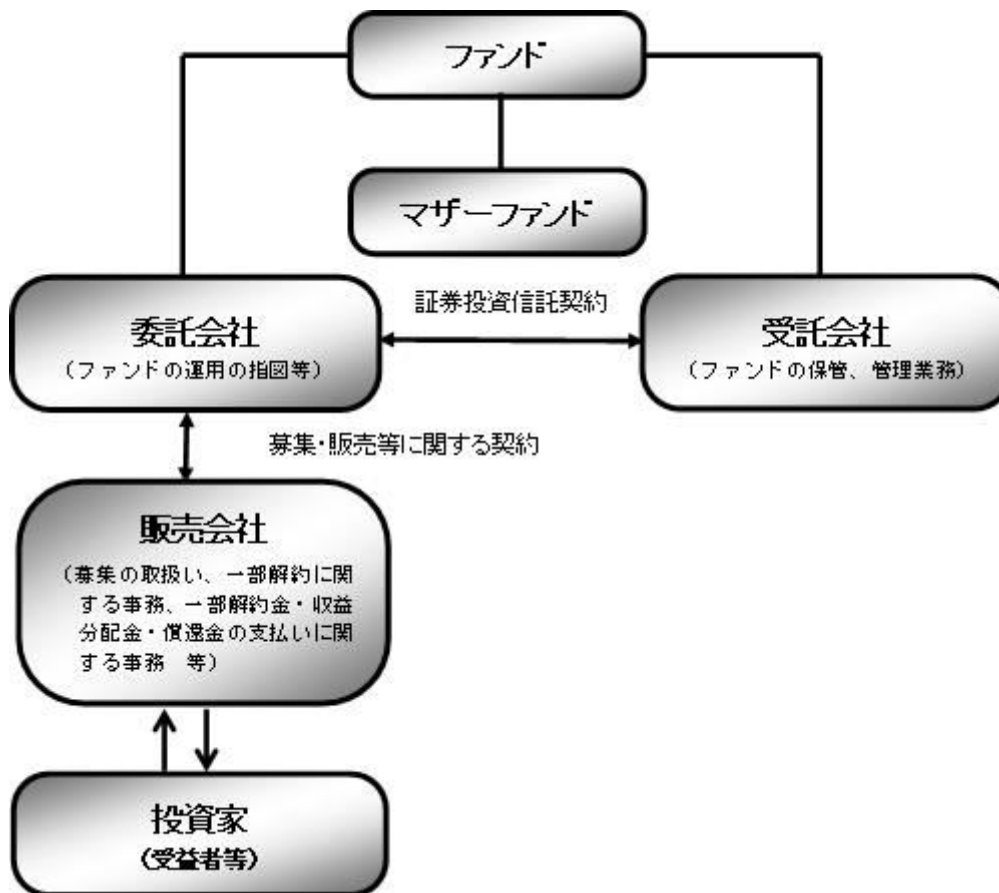 ファンド
マザーファンド
証券投資信託契約
委託会社
(ファンドの運用の指図等)
受託会社
(ファンドの保管、管理業務)
募集・販売等に関する契約
販売会社
(募集の取扱い、一部解約に関
する事務、一部解約金・収益
分配金・償還金の支払いに関
する事務　等)
投資家
(受益者等)